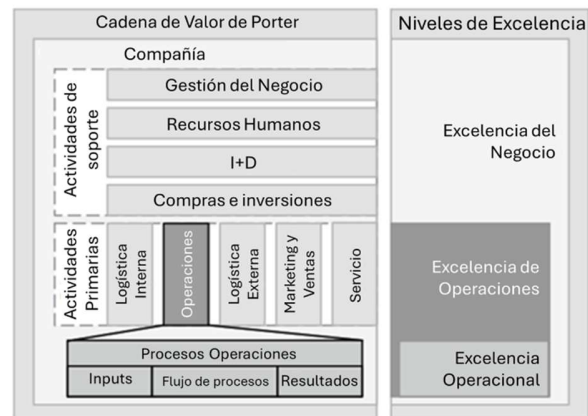 Cadena de Valor de Porter
Compañía
Actividades de
soporte
Gestión del Negocio
Recursos Humanos
I+D
Compras e inversiones
Actividades
Primarias
Logística
Interna
Operaciones
Logística
Externa
Marketing y
Ventas
Servicio
Procesos Operaciones
Inputs
Flujo de procesos
Resultados
Niveles de Excelencia
Excelencia del
Negocio
Excelencia de
Operaciones
Excelencia
Operacional